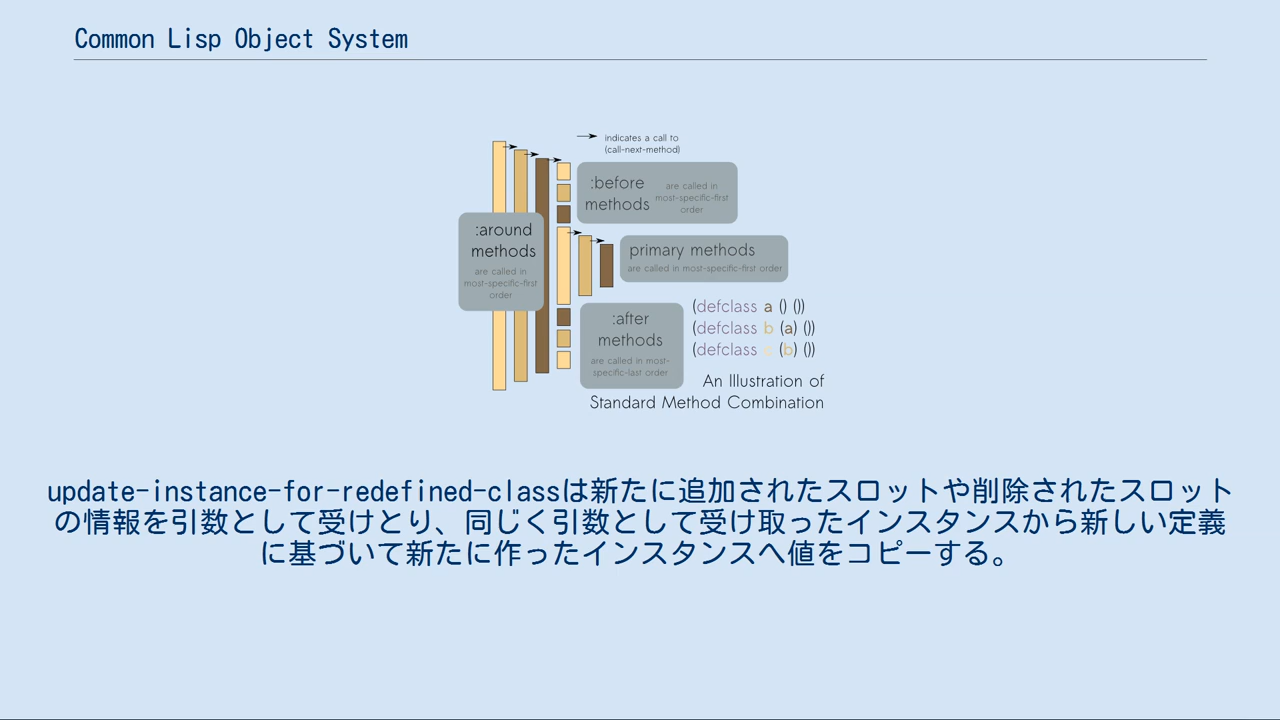 Common Lisp Object System
indicates a call to
(call-next-method)
:before
methods
are called in
most-specific-first
order
:around
methods
are called in
most-specific-first
order
primary methods
are called in most-specific-first order
:after
methods
are called in most-
specific-last order
(defclass a () ())
(defclass b (a) ())
(defclass c (b) ())
An Illustration of
Standard Method Combination
update-instance-for-redefined-classは新たに追加されたスロットや削除されたスロット
の情報を引数として受けとり、同じく引数として受け取ったインスタンスから新しい定義
に基づいて新たに作ったインスタンスへ値をコピーする。